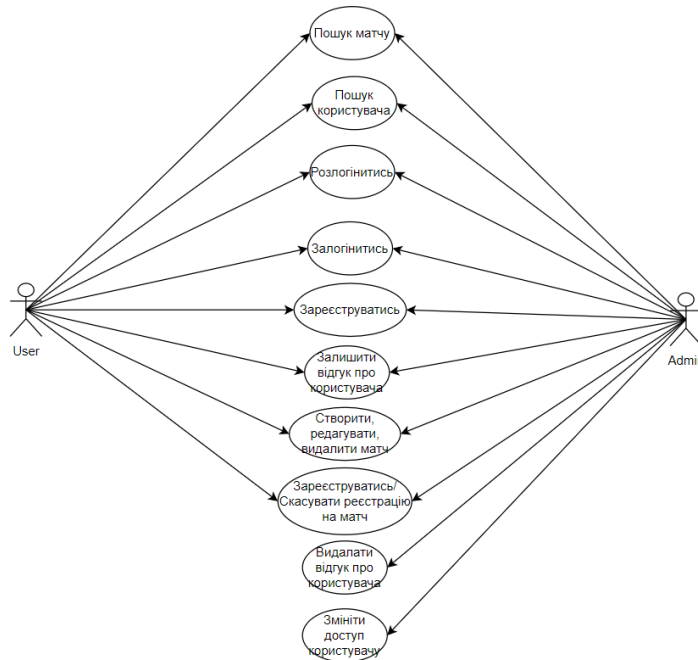 Пошук матчу
Пошук
користувача
Розлогінитись
Залогінитись
Зареєструватись
User
Admin
Залишити
відгук про
користувача
Створити,
редагувати,
видалити матч
Зареєструватись/
Скасувати реєстрацію
на матч
Видалати
відгук про
користувача
Змініти
доступ
користувачу